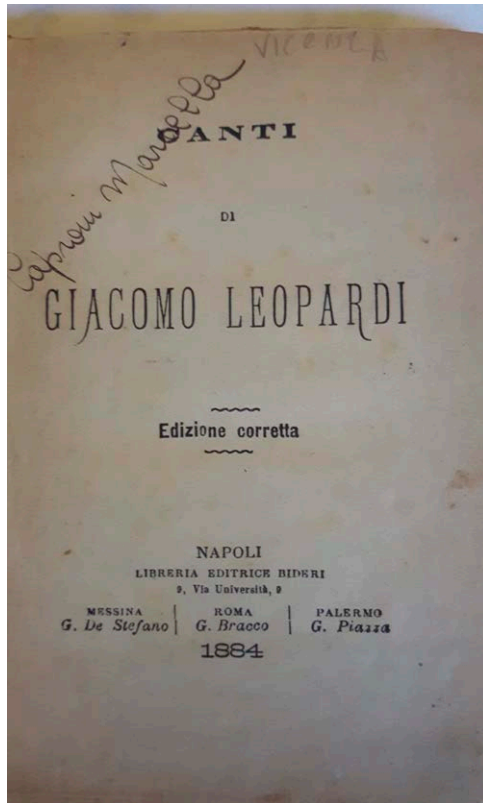 VICENZA
Caproni Marcella
CANTI
DI
GIACOMO LEOPARDI
Edizione corretta
NAPOLI
LIBRERIA EDITRICE BIDERI
9, Via Università, 9
MESSINA | ROMA | PALERMO
G. De Stefano | G. Bracco | G. Piazza
1884